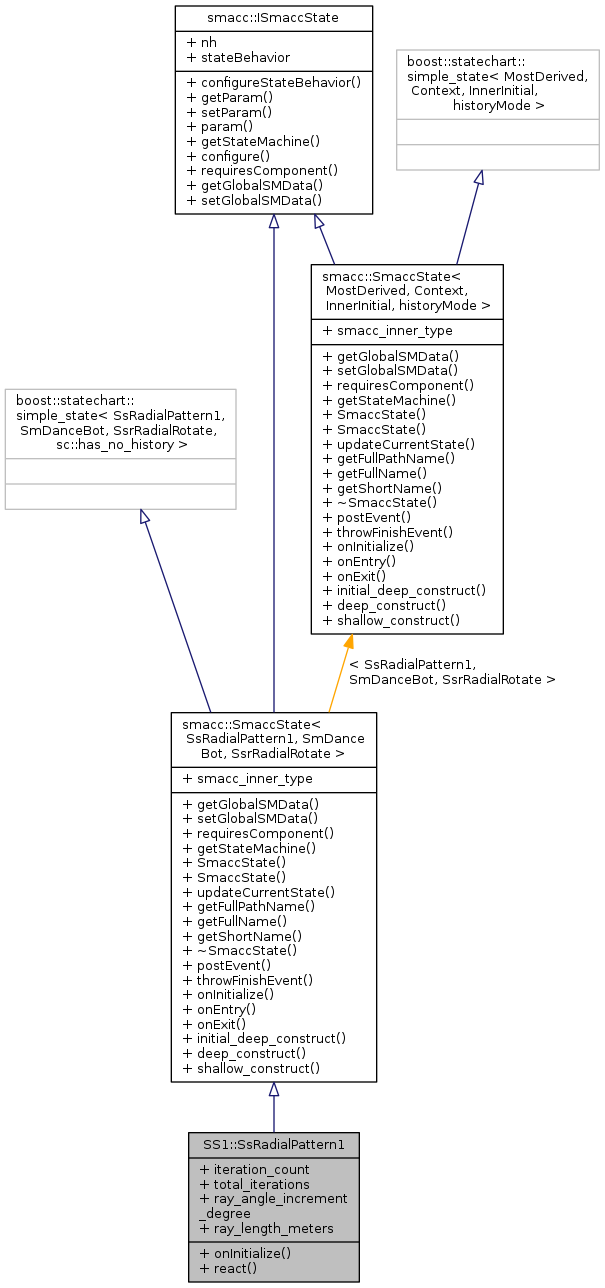 smacc::ISmaccState
+ nh
+ stateBehavior
+ configureStateBehavior()
+ getParam()
+ setParam()
+ param()
+ getStateMachine()
+ configure()
+ requiresComponent()
+ getGlobalSMData()
+ setGlobalSMData()
boost::statechart::
simple_state< MostDerived,
Context, InnerInitial,
historyMode >
smacc::SmaccState<
MostDerived, Context,
InnerInitial, historyMode >
+ smacc_inner_type
+ getGlobalSMData()
+ setGlobalSMData()
+ requiresComponent()
+ getStateMachine()
+ SmaccState()
+ SmaccState()
+ updateCurrentState()
+ getFullPathName()
+ getFullName()
+ getShortName()
+ ~SmaccState()
+ postEvent()
+ throwFinishEvent()
+ onInitialize()
+ onEntry()
+ onExit()
+ initial_deep_construct()
+ deep_construct()
+ shallow_construct()
boost::statechart::
simple_state< SsRadialPattern1,
SmDanceBot, SsrRadialRotate,
sc::has_no_history >
< SsRadialPattern1,
SmDanceBot, SsrRadialRotate >
smacc::SmaccState<
SsRadialPattern1, SmDance
Bot, SsrRadialRotate >
+ smacc_inner_type
+ getGlobalSMData()
+ setGlobalSMData()
+ requiresComponent()
+ getStateMachine()
+ SmaccState()
+ SmaccState()
+ updateCurrentState()
+ getFullPathName()
+ getFullName()
+ getShortName()
+ ~SmaccState()
+ postEvent()
+ throwFinishEvent()
+ onInitialize()
+ onEntry()
+ onExit()
+ initial_deep_construct()
+ deep_construct()
+ shallow_construct()
SS1::SsRadialPattern1
+ iteration_count
+ total_iterations
+ ray_angle_increment
_degree
+ ray_length_meters
+ onInitialize()
+ react()